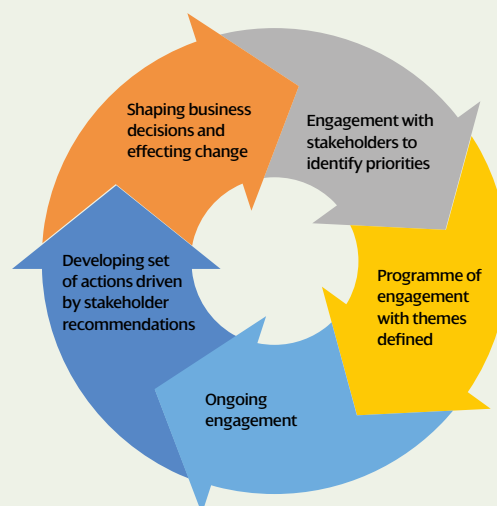 Shaping business
decisions and
effecting change
Engagement with
stakeholders to
identify priorities
Programme of
engagement
with themes
defined
Ongoing
engagement
Developing set
of actions driven
by stakeholder
recommendations